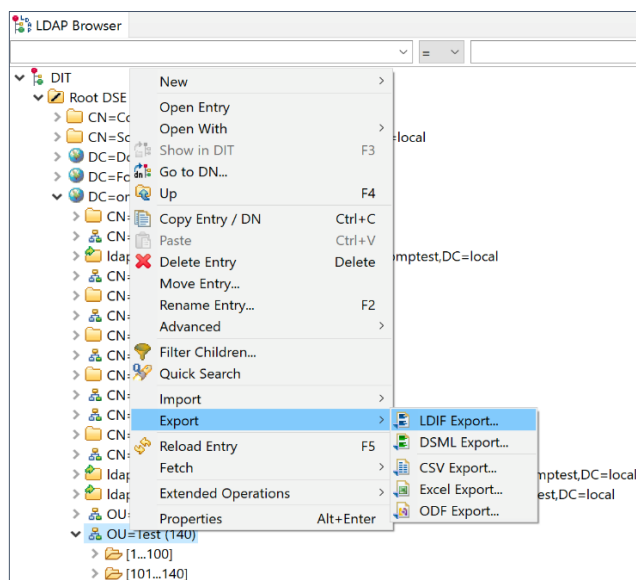 LDAP Browser
=
DIT
Root DSE
New
CN=Co
Open Entry
CN=Sc
Open With
=local
DC=Do
Show in DIT F3
DC=Fo
Go to DN...
DC=or
Up F4
CN=
Copy Entry / DN Ctrl+C
CN=
Paste Ctrl+V
ldap
Delete Entry Delete
omptest,DC=local
CN=
Move Entry...
CN=
Rename Entry... F2
CN=
Advanced
CN=
Filter Children...
CN=
Quick Search
CN=
Import
CN=
Export
LDIF Export...
CN=
Reload Entry F5
DSML Export...
CN=
Fetch
CSV Export...
ldap
mptest,DC=local
ldap
Extended Operations
Excel Export...
est,DC=local
OU=
Properties Alt+Enter
ODF Export...
OU=Test (140)
[1...100]
[101...140]